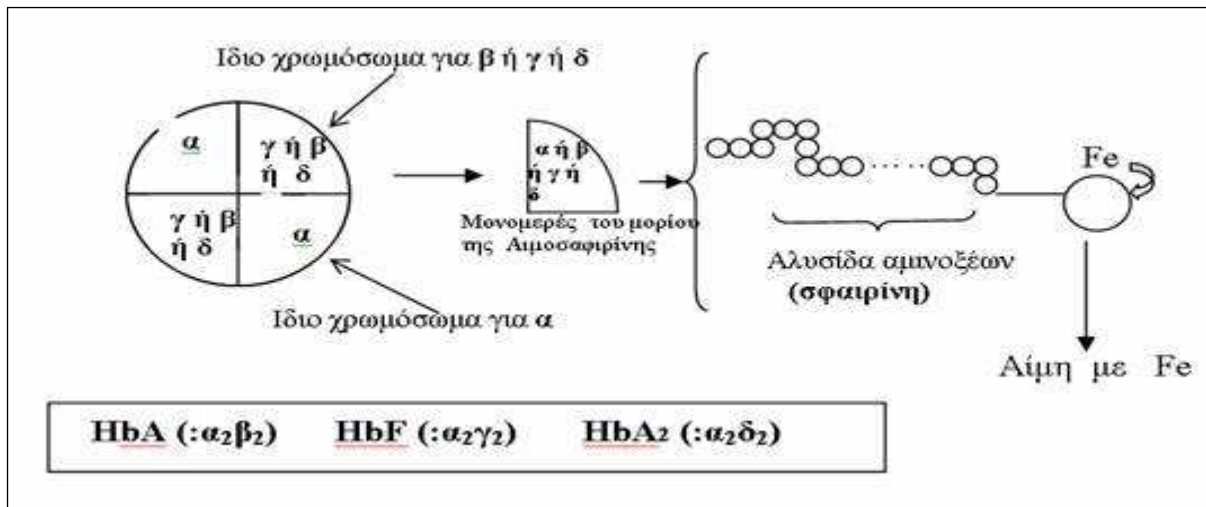 Ιδιο χρωμόσωμα για β ή γ ή δ
α
γ ή β
ή δ
γ ή β
ή δ
α
α ή β
ή γ ή
δ
Μονομερές του μορίου
της Αιμοσαφιρίνης
Fe
Αλυσίδα αμινοξέων
(σφαιρίνη)
Ιδιο χρωμόσωμα για α
Αίμη με Fe
HbA (:α₂β₂) HbF (:α₂γ₂) HbA₂ (:α₂δ₂)